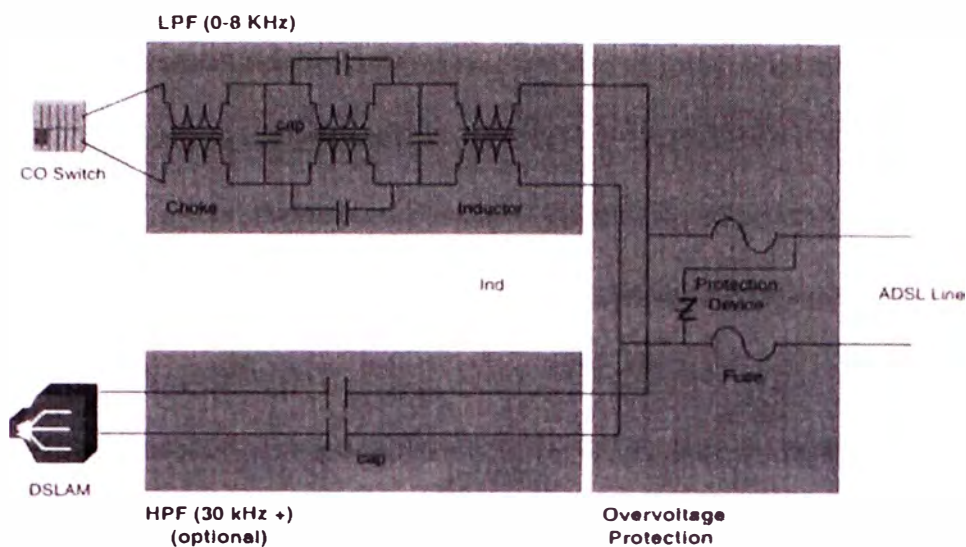 LPF (0-8 KHz)
cap
CO Switch
Choke
Inductor
Ind
Protection
Device
ADSL Line
Fuse
cap
DSLAM
HPF (30 kHz +)
(optional)
Overvoltage
Protection